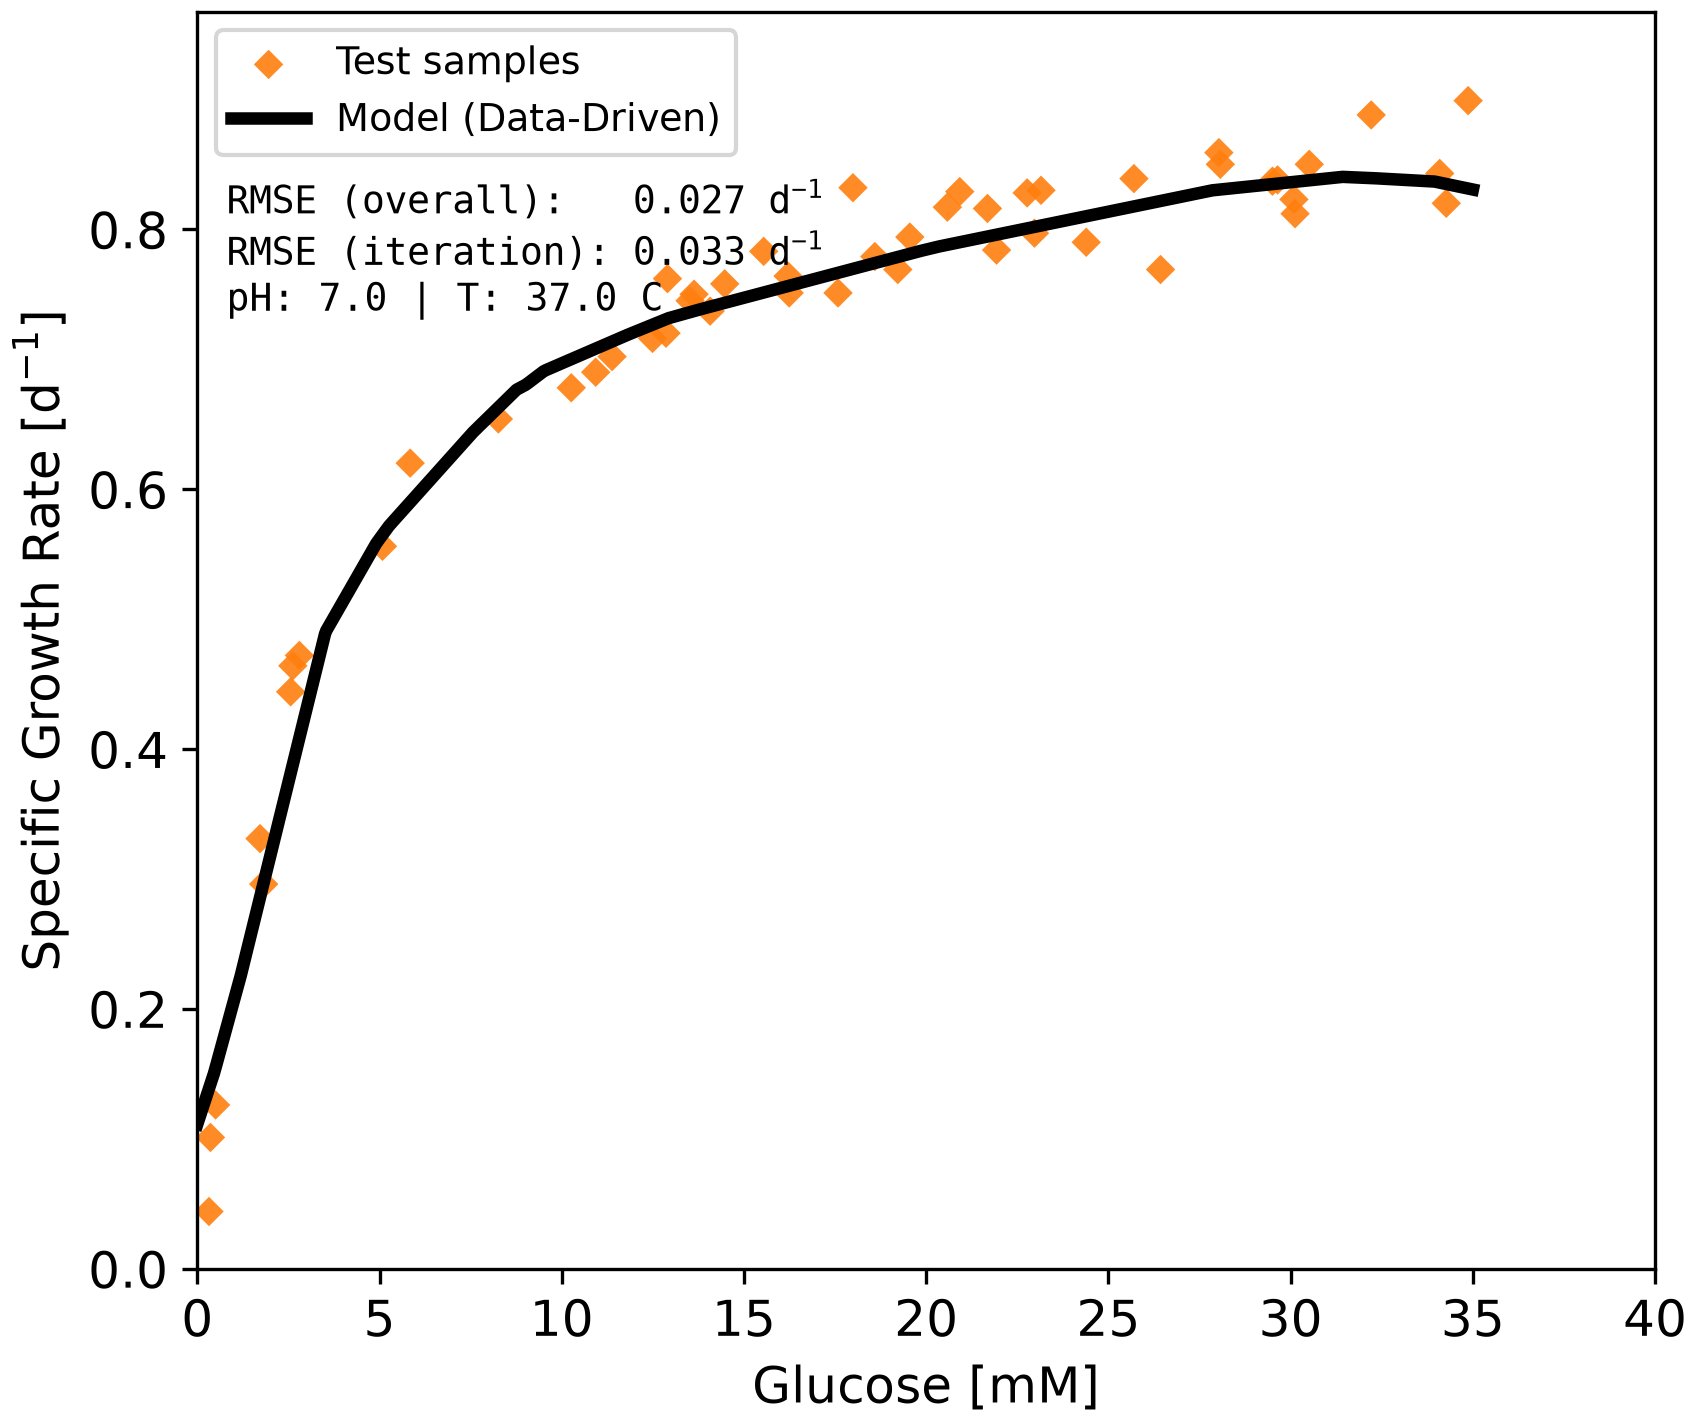 Test samples
Model (Data-Driven)
RMSE (overall):   0.027 d⁻¹
RMSE (iteration): 0.033 d⁻¹
pH: 7.0 | T: 37.0 C
Specific Growth Rate [d⁻¹]
0.8
0.6
0.4
0.2
0.0
0 5 10 15 20 25 30 35 40
Glucose [mM]